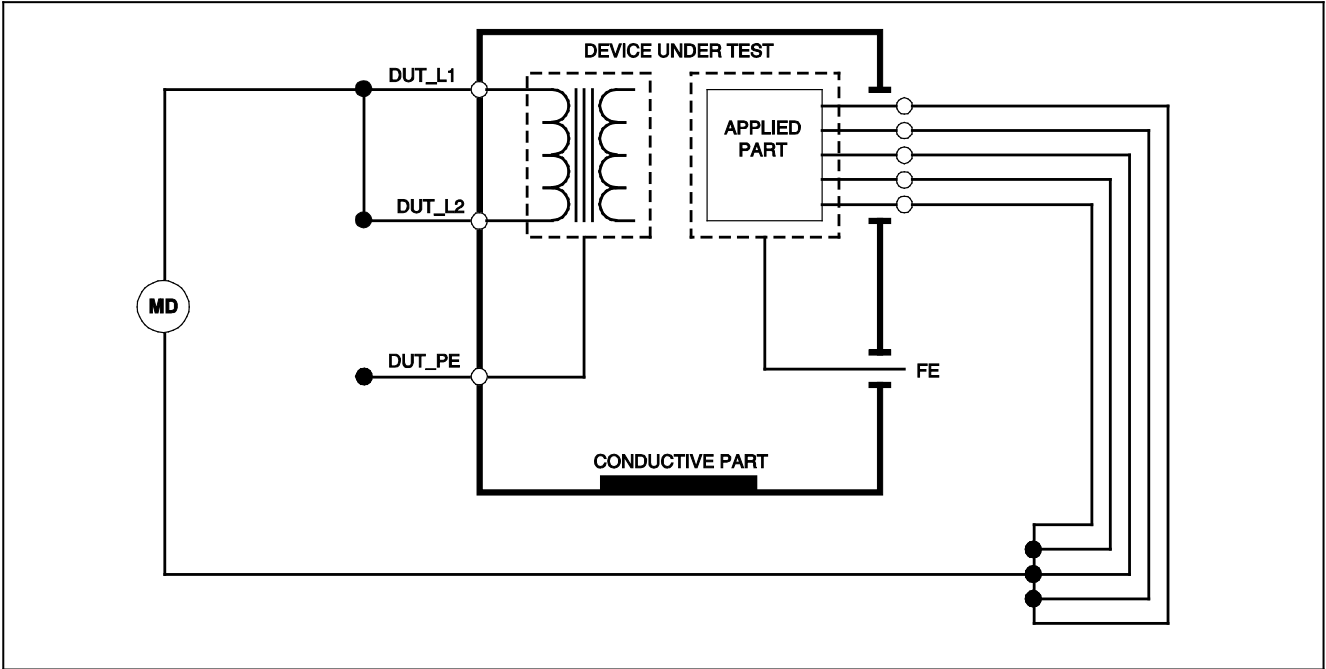 DEVICE UNDER TEST
DUT_L1
APPLIED
PART
DUT_L2
MD
DUT_PE
FE
CONDUCTIVE PART